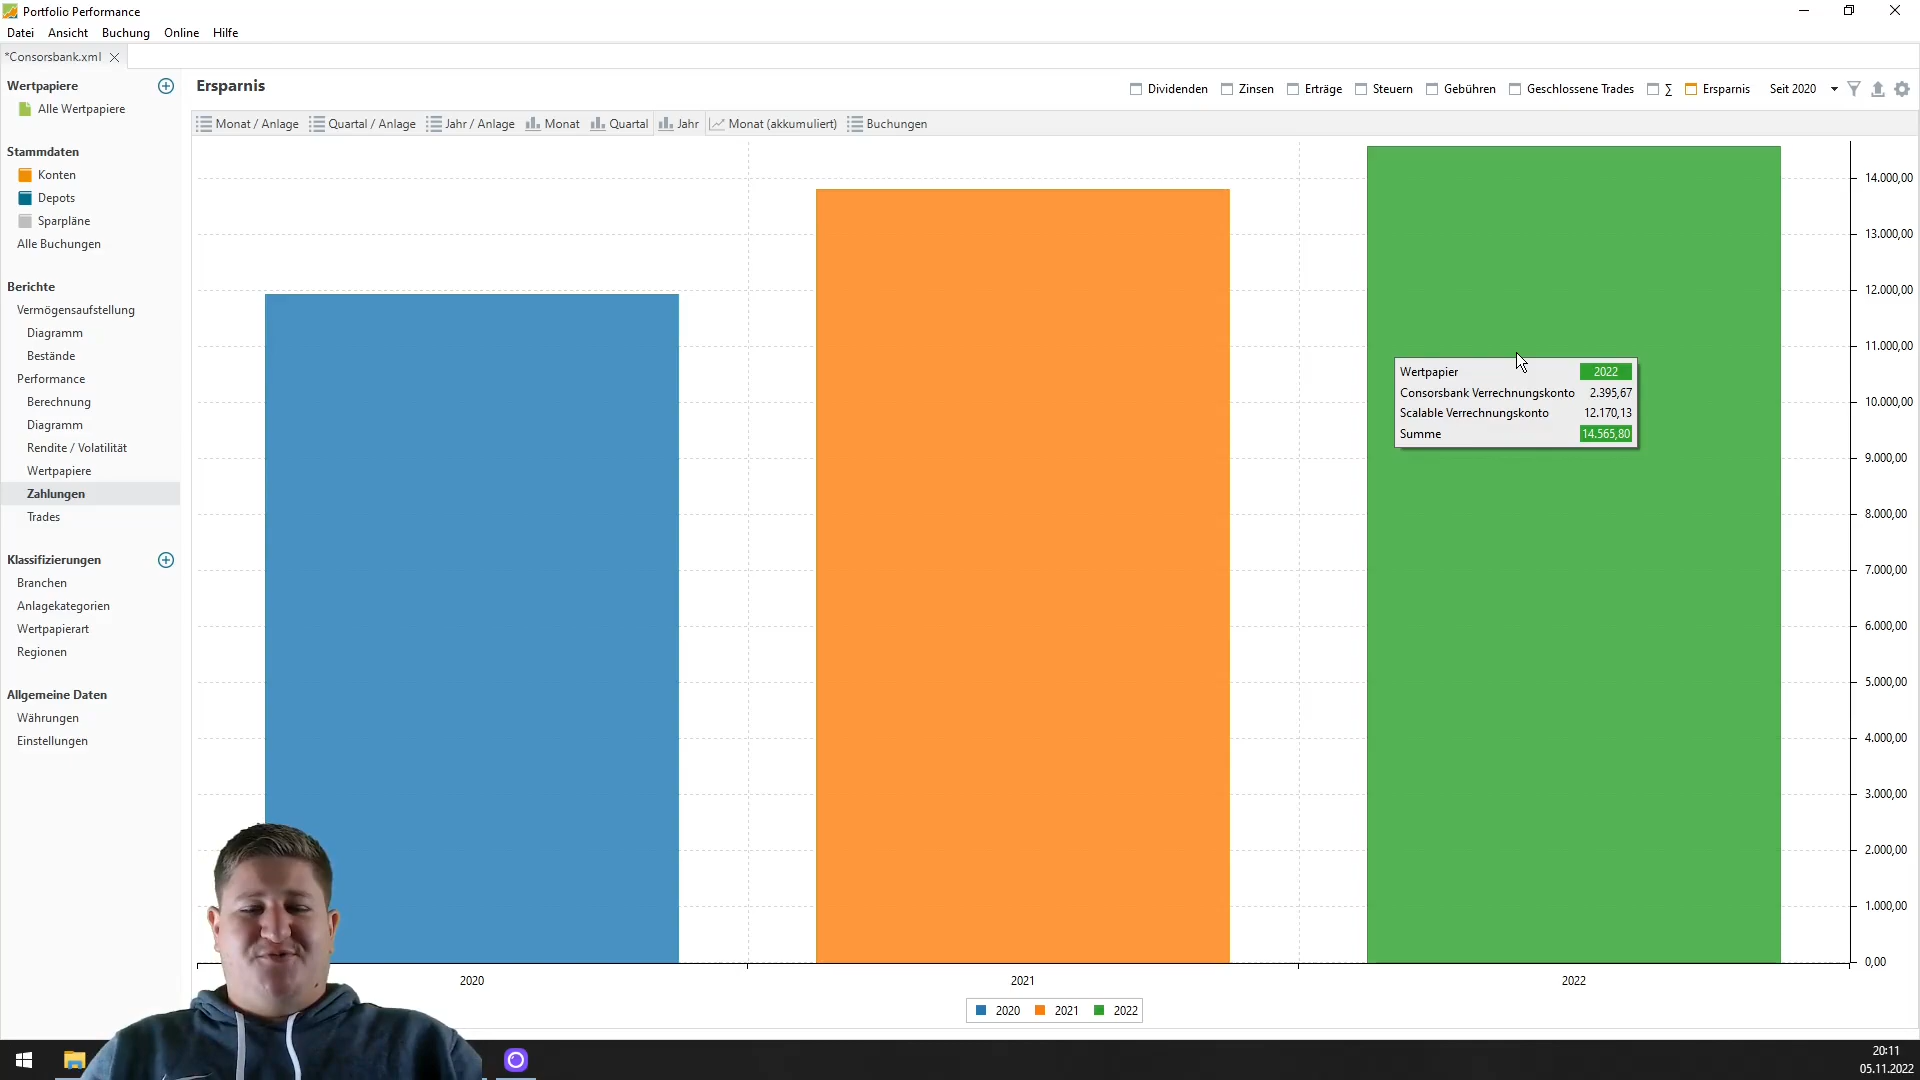 Portfolio Performance
Datei Ansicht Buchung Online Hilfe
*Consorsbank.xml
Wertpapiere
Alle Wertpapiere
Stammdaten
Konten
Depots
Sparpläne
Alle Buchungen
Berichte
Vermögensaufstellung
Diagramm
Bestände
Performance
Berechnung
Diagramm
Rendite / Volatilität
Wertpapiere
Zahlungen
Trades
Klassifizierungen
Branchen
Anlagekategorien
Wertpapierart
Regionen
Allgemeine Daten
Währungen
Einstellungen
Ersparnis
Dividenden Zinsen Erträge Steuern Gebühren Geschlossene Trades ∑ Ersparnis Seit 2020
Monat / Anlage Quartal / Anlage Jahr / Anlage Monat Quartal Jahr Monat (akkumuliert) Buchungen
14.000,00
13.000,00
12.000,00
11.000,00
10.000,00
9.000,00
8.000,00
7.000,00
6.000,00
5.000,00
4.000,00
3.000,00
2.000,00
1.000,00
0,00
Wertpapier 2022
Consorsbank Verrechnungskonto 2.395,67
Scalable Verrechnungskonto 12.170,13
Summe 14.565,80
2020 2021 2022
2020 2021 2022
20:11
05.11.2022